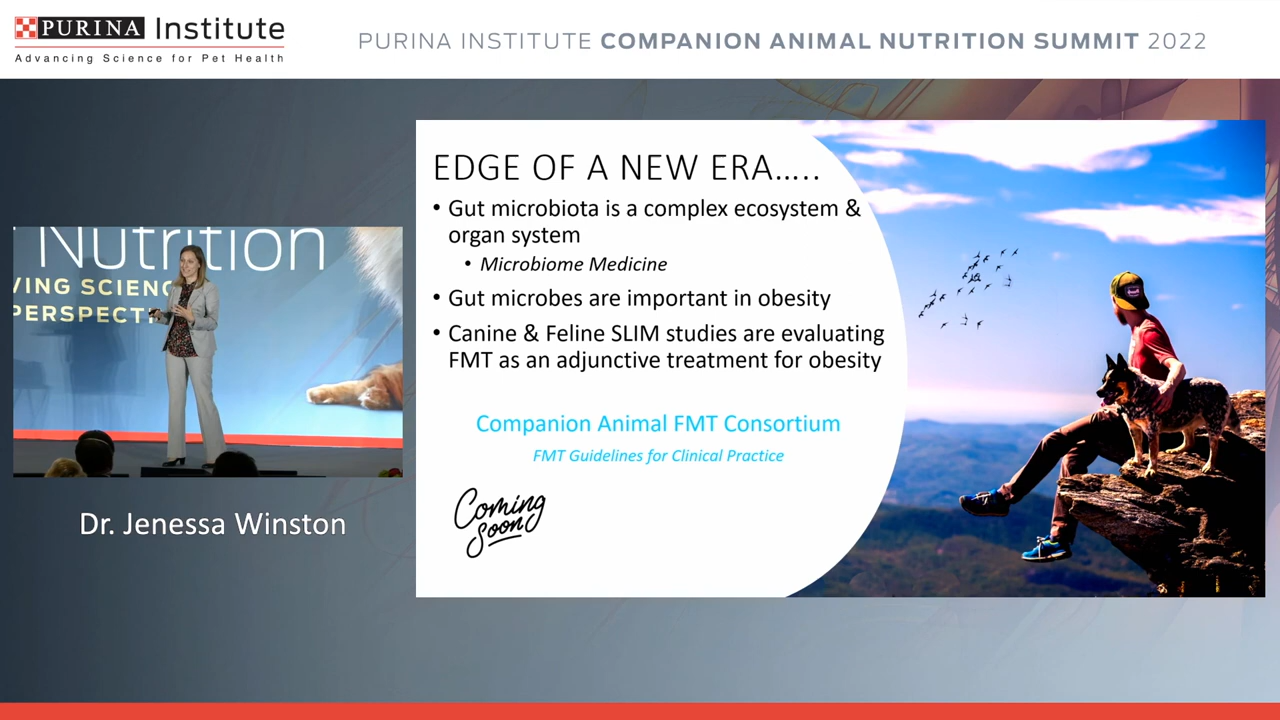 PURINA Institute
Advancing Science for Pet Health
PURINA INSTITUTE COMPANION ANIMAL NUTRITION SUMMIT 2022
Nutrition
VING SCIENC
PERSPECT
Dr. Jenessa Winston
EDGE OF A NEW ERA.....
• Gut microbiota is a complex ecosystem &
organ system
• Microbiome Medicine
• Gut microbes are important in obesity
• Canine & Feline SLIM studies are evaluating
FMT as an adjunctive treatment for obesity
Companion Animal FMT Consortium
FMT Guidelines for Clinical Practice
Coming
Soon